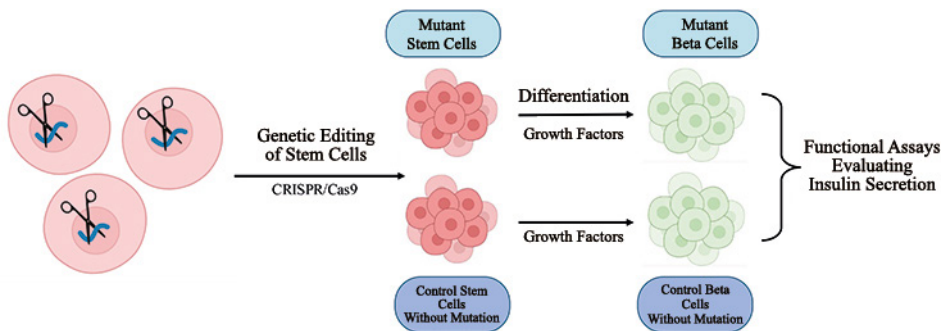 Mutant
Stem Cells
Mutant
Beta Cells
Genetic Editing
of Stem Cells
CRISPR/Cas9
Differentiation
Growth Factors
Growth Factors
Functional Assays
Evaluating
Insulin Secretion
Control Stem
Cells
Without Mutation
Control Beta
Cells
Without Mutation